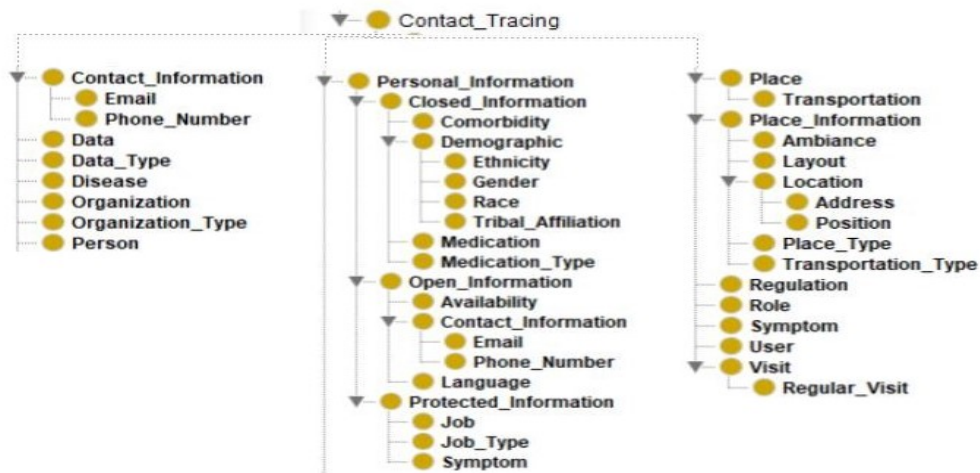 Contact_Tracing
Contact_Information
Email
Phone_Number
Data
Data_Type
Disease
Organization
Organization_Type
Person
Personal_Information
Closed_Information
Comorbidity
Demographic
Ethnicity
Gender
Race
Tribal_Affiliation
Medication
Medication_Type
Open_Information
Availability
Contact_Information
Email
Phone_Number
Language
Protected_Information
Job
Job_Type
Symptom
Place
Transportation
Place_Information
Ambiance
Layout
Location
Address
Position
Place_Type
Transportation_Type
Regulation
Role
Symptom
User
Visit
Regular_Visit